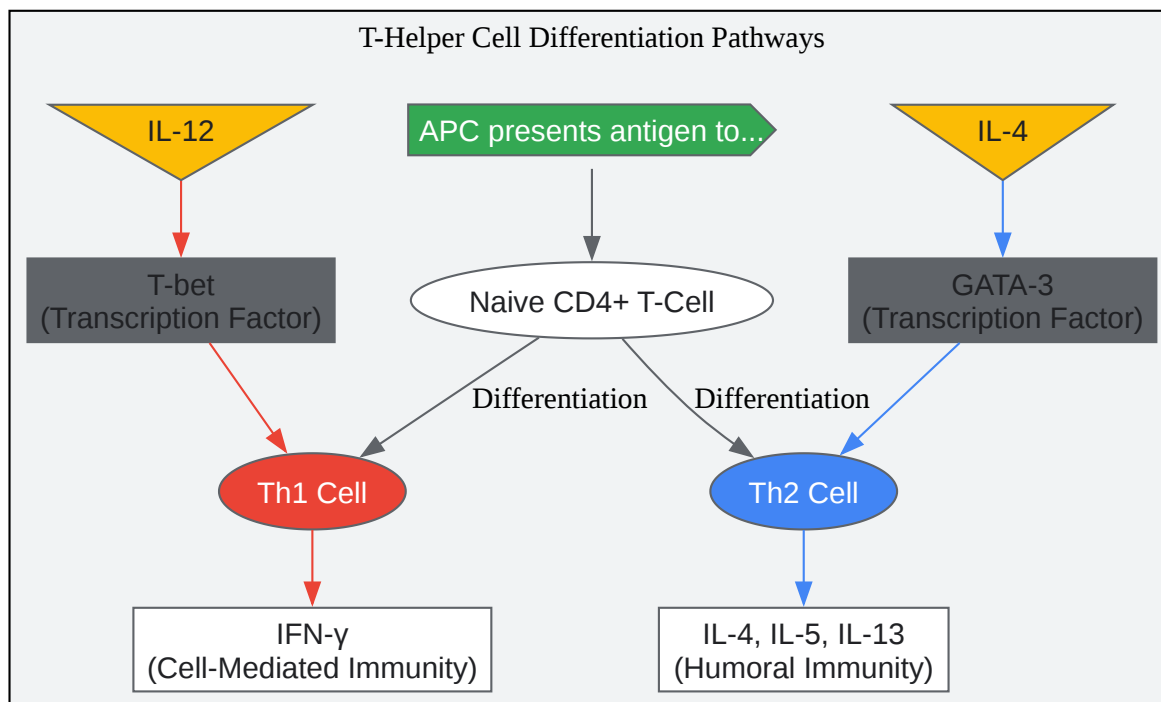 T-Helper Cell Differentiation Pathways
IL-12
APC presents antigen to...
IL-4
T-bet
(Transcription Factor)
Naive CD4+ T-Cell
GATA-3
(Transcription Factor)
Differentiation
Differentiation
Th1 Cell
Th2 Cell
IFN-γ
(Cell-Mediated Immunity)
IL-4, IL-5, IL-13
(Humoral Immunity)